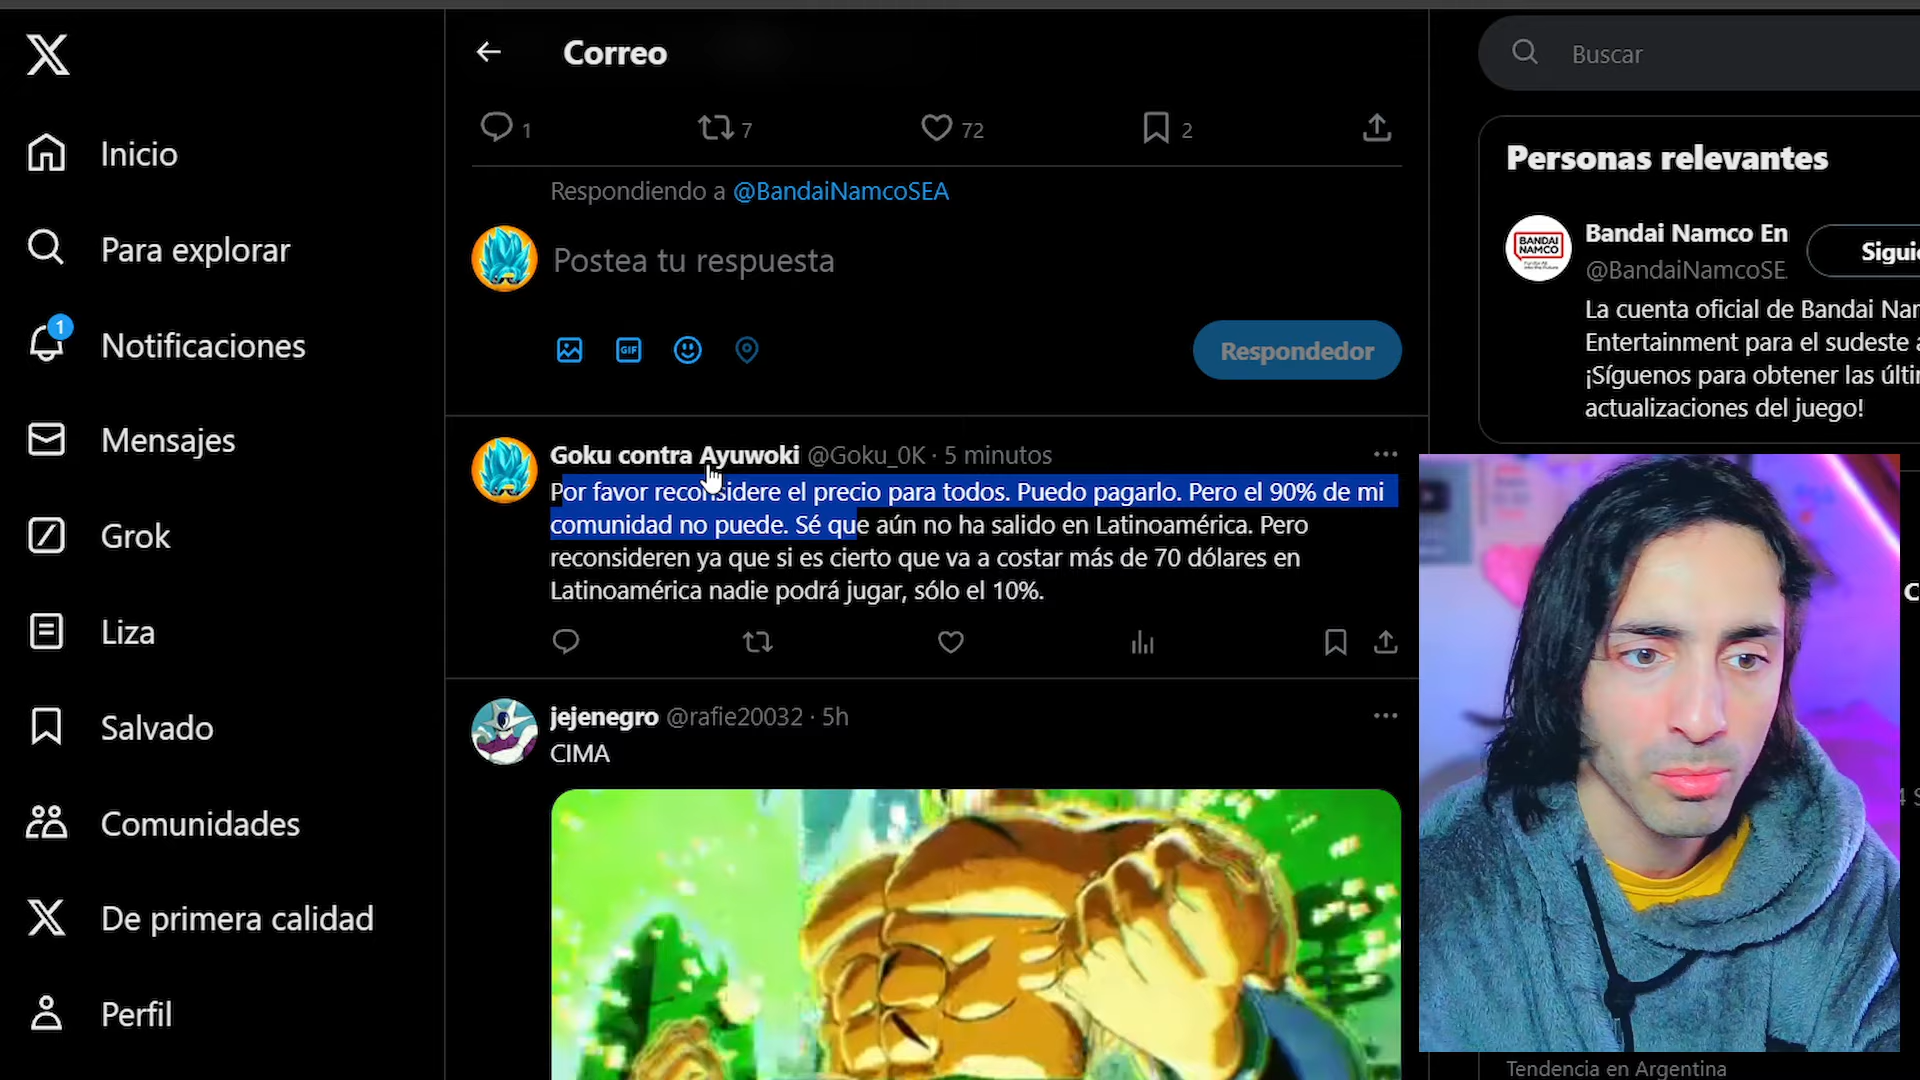 Correo
Buscar
1
7
72
2
Respondiendo a @BandaiNamcoSEA
Postea tu respuesta
GIF
Respondedor
Inicio
Para explorar
1
Notificaciones
Mensajes
Grok
Liza
Salvado
Comunidades
De primera calidad
Perfil
Goku contra Ayuwoki @Goku_0K · 5 minutos
Por favor reconsidere el precio para todos. Puedo pagarlo. Pero el 90% de mi
comunidad no puede. Sé que aún no ha salido en Latinoamérica. Pero
reconsideren ya que si es cierto que va a costar más de 70 dólares en
Latinoamérica nadie podrá jugar, sólo el 10%.
jejenegro @rafie20032 · 5h
CIMA
Personas relevantes
BANDAI
NAMCO
Bandai Namco En
@BandaiNamcoSE
Siguie
La cuenta oficial de Bandai Nam
Entertainment para el sudeste a
¡Síguenos para obtener las últi
actualizaciones del juego!
Tendencia en Argentina